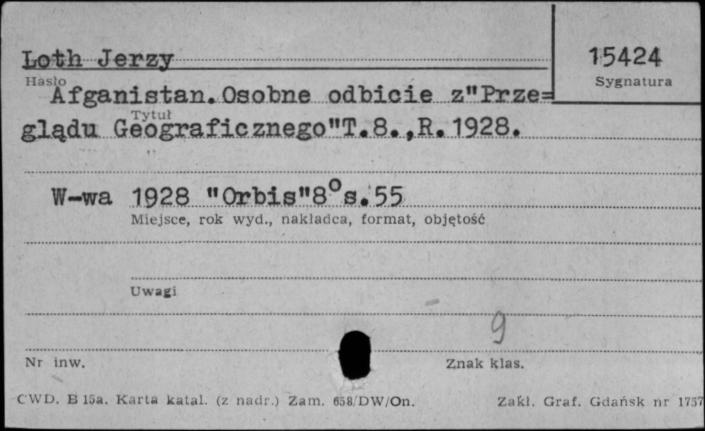 Loth Jerzy
15424
Hasło
Sygnatura
Afganistan.Osobne odbicie z"Prze=
Tytuł
glądu Geograficznego"T.8.,R.1928.
W-wa 1928 "Orbis"8° s.55
Miejsce, rok wyd., nakładca, format, objętość
Uwagi
9
Nr inw.
Znak klas.
CWD. B 15a. Karta katal. (z nadr.) Zam. 658/DW/On.
Zakł. Graf. Gdańsk nr 1757